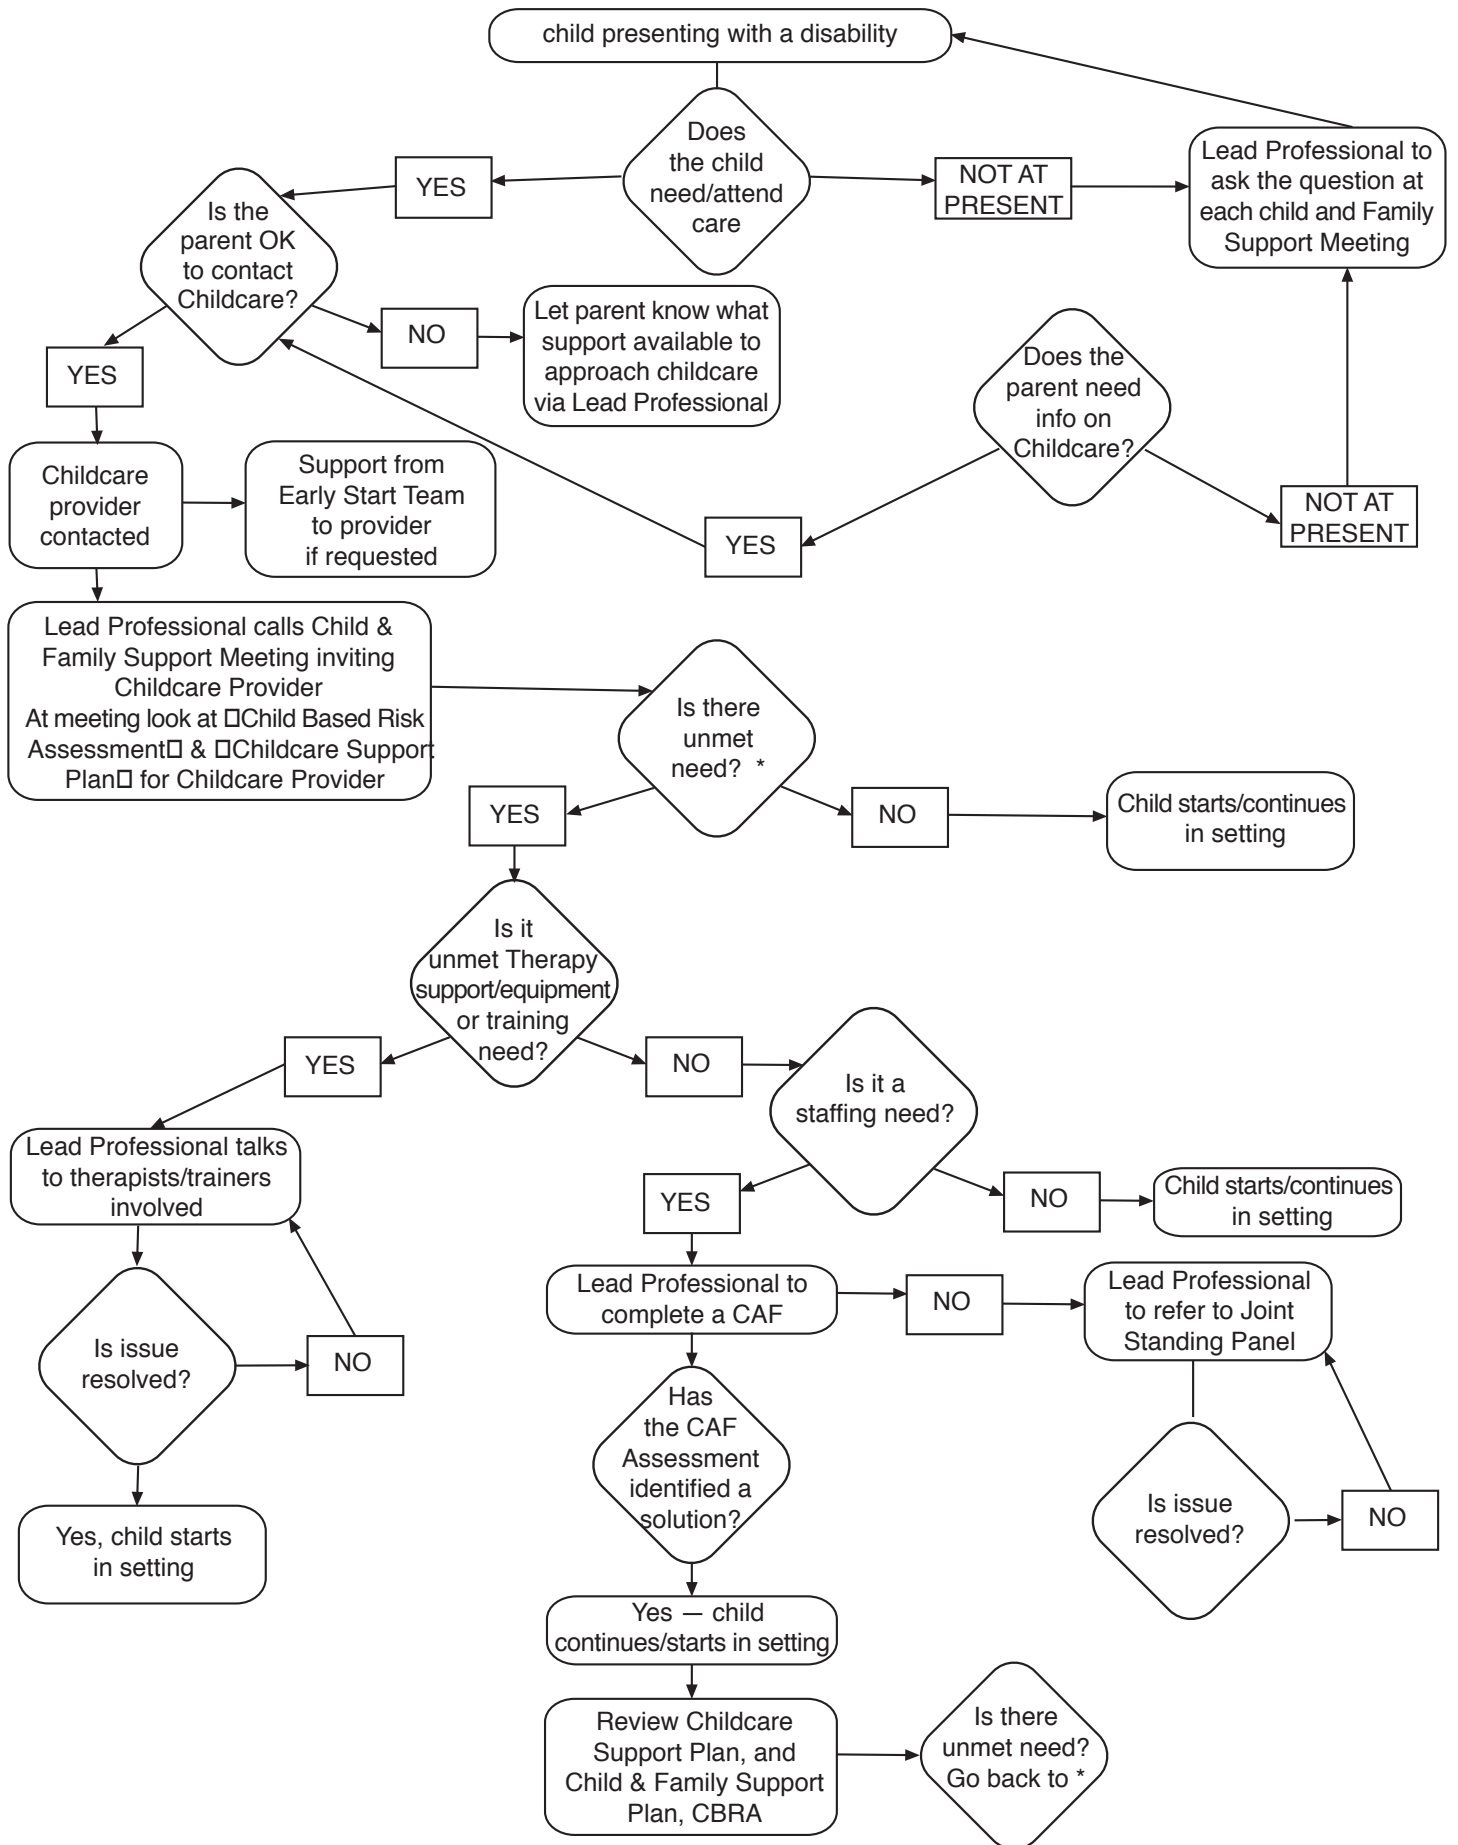 child presenting with a disability
Does
the child
need/attend
care
YES
NOT AT
PRESENT
Lead Professional to
ask the question at
each child and Family
Support Meeting
Is the
parent OK
to contact
Childcare?
NO
Let parent know what
support available to
approach childcare
via Lead Professional
YES
Does the
parent need
info on
Childcare?
YES
NOT AT
PRESENT
Childcare
provider
contacted
Support from
Early Start Team
to provider
if requested
Lead Professional calls Child &
Family Support Meeting inviting
Childcare Provider
At meeting look at □Child Based Risk
Assessment□ & □Childcare Support
Plan□ for Childcare Provider
Is there
unmet
need? *
YES
NO
Child starts/continues
in setting
Is it
unmet Therapy
support/equipment
or training
need?
YES
NO
Is it a
staffing need?
Lead Professional talks
to therapists/trainers
involved
YES
NO
Child starts/continues
in setting
Is issue
resolved?
NO
Yes, child starts
in setting
Lead Professional to
complete a CAF
NO
Lead Professional
to refer to Joint
Standing Panel
Has
the CAF
Assessment
identified a
solution?
Is issue
resolved?
NO
Yes — child
continues/starts in setting
Review Childcare
Support Plan, and
Child & Family Support
Plan, CBRA
Is there
unmet need?
Go back to *